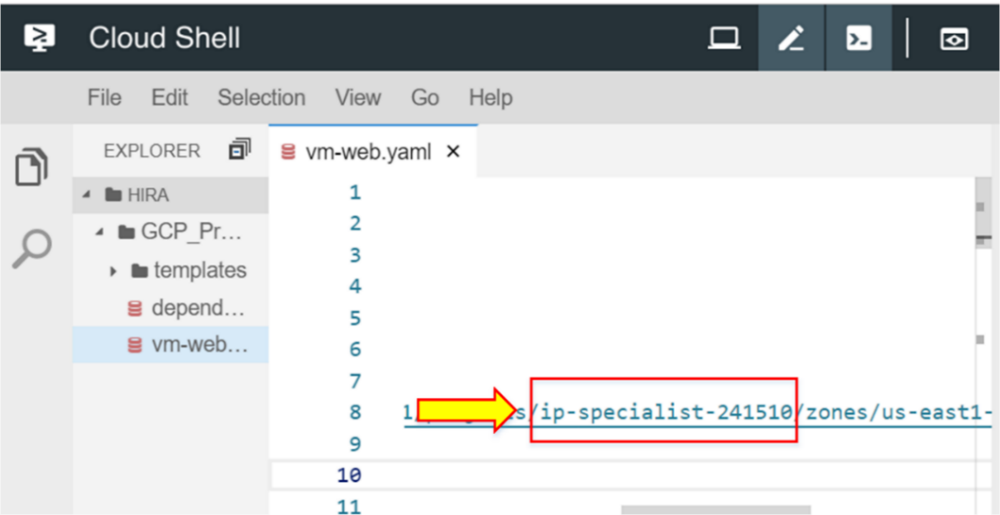 Cloud Shell
File Edit Selection View Go Help
EXPLORER
vm-web.yaml ×
HIRA
GCP_Pr...
templates
depend...
vm-web...
1
2
3
4
5
6
7
8 1/ s/ip-specialist-241510/zones/us-east1-
9
10
11